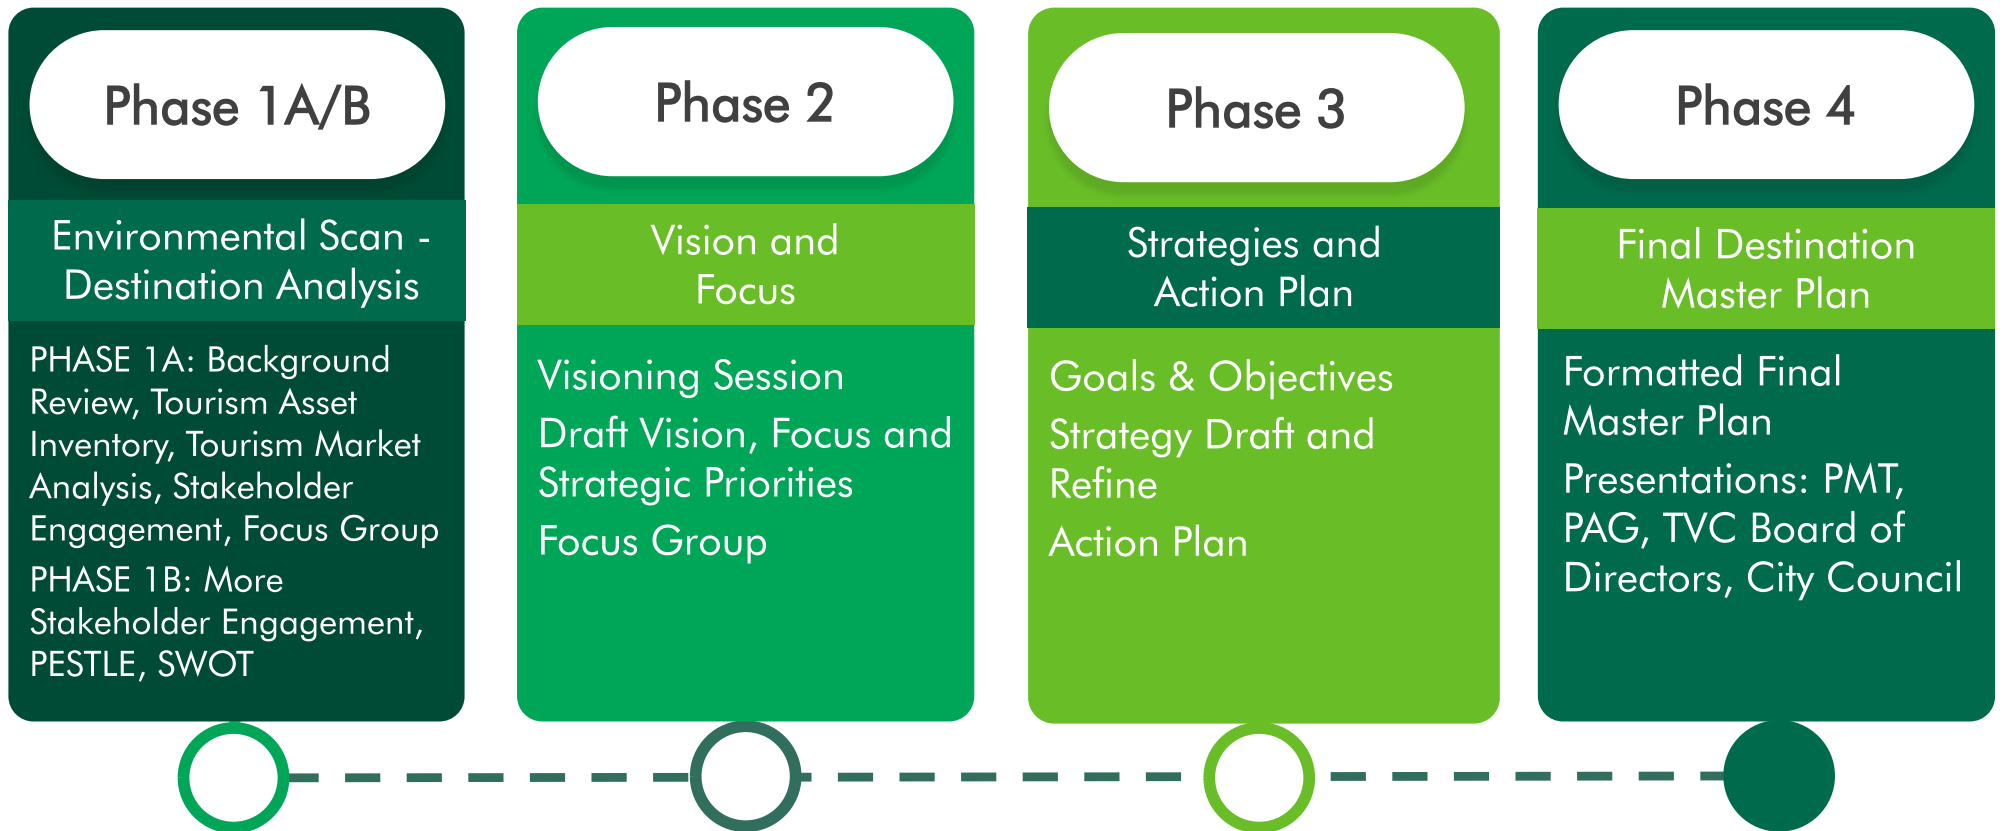 Phase 1A/B
Environmental Scan -
Destination Analysis
PHASE 1A: Background
Review, Tourism Asset
Inventory, Tourism Market
Analysis, Stakeholder
Engagement, Focus Group
PHASE 1B: More
Stakeholder Engagement,
PESTLE, SWOT
Phase 2
Vision and
Focus
Visioning Session
Draft Vision, Focus and
Strategic Priorities
Focus Group
Phase 3
Strategies and
Action Plan
Goals & Objectives
Strategy Draft and
Refine
Action Plan
Phase 4
Final Destination
Master Plan
Formatted Final
Master Plan
Presentations: PMT,
PAG, TVC Board of
Directors, City Council